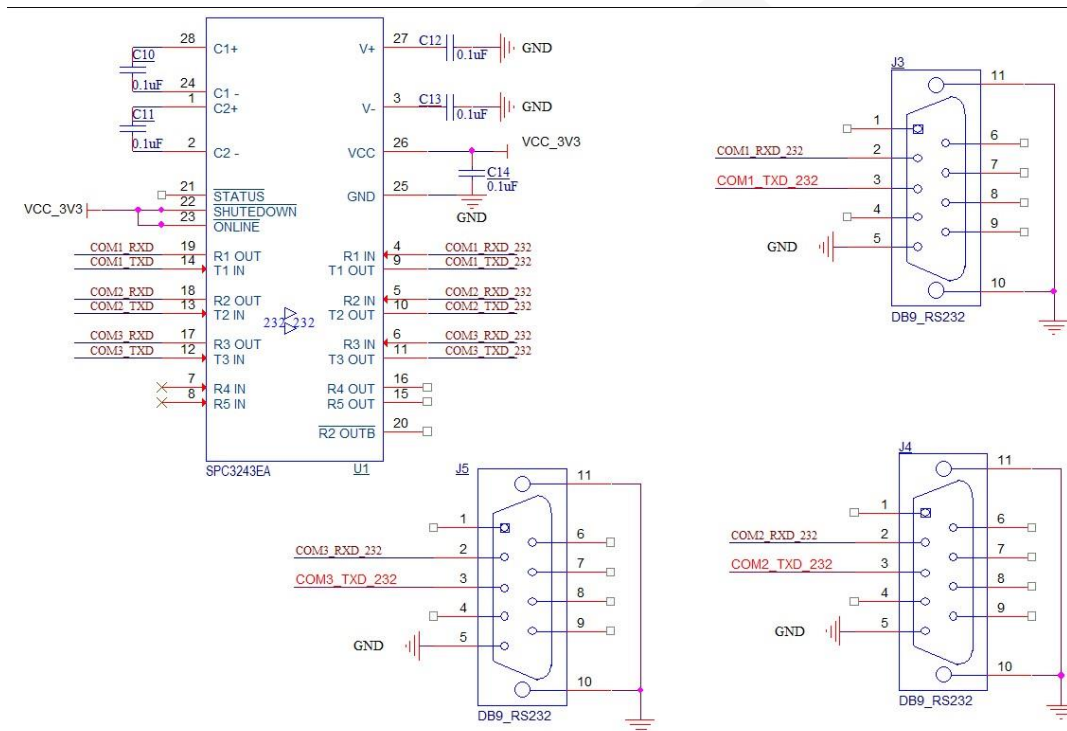 28
C10
0.1uF
24
1
C11
0.1uF
2
C1+
C1 -
C2+
C2 -
V+
27
C12
0.1uF
GND
V-
3
C13
0.1uF
GND
VCC
26
VCC_3V3
C14
0.1uF
GND
25
GND
VCC_3V3
21
STATUS
22
SHUTEDOWN
23
ONLINE
COM1_RXD 19 R1 OUT
COM1_TXD 14 T1 IN
COM2_RXD 18 R2 OUT
COM2_TXD 13 T2 IN
COM3_RXD 17 R3 OUT
COM3_TXD 12 T3 IN
7 R4 IN
8 R5 IN
232 232
R1 IN 4 COM1_RXD_232
T1 OUT 9 COM1_TXD_232
R2 IN 5 COM2_RXD_232
T2 OUT 10 COM2_TXD_232
R3 IN 6 COM3_RXD_232
T3 OUT 11 COM3_TXD_232
R4 OUT 16
R5 OUT 15
R2 OUTB 20
SPC3243EA
U1
J3
11
1
6
COM1_RXD_232 2
7
COM1_TXD_232 3
8
4
9
GND 5
10
DB9_RS232
J5
11
1
6
COM3_RXD_232 2
7
COM3_TXD_232 3
8
4
9
GND 5
10
DB9_RS232
J4
11
1
6
COM2_RXD_232 2
7
COM2_TXD_232 3
8
4
9
GND 5
10
DB9_RS232